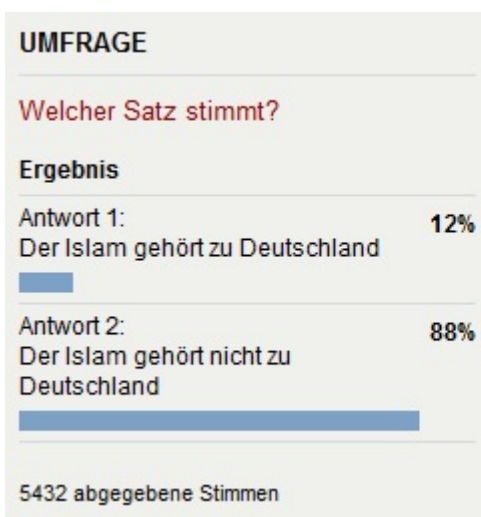 UMFRAGE
Welcher Satz stimmt?
Ergebnis
Antwort 1:
Der Islam gehört zu Deutschland
12%
Antwort 2:
Der Islam gehört nicht zu
Deutschland
88%
5432 abgegebene Stimmen